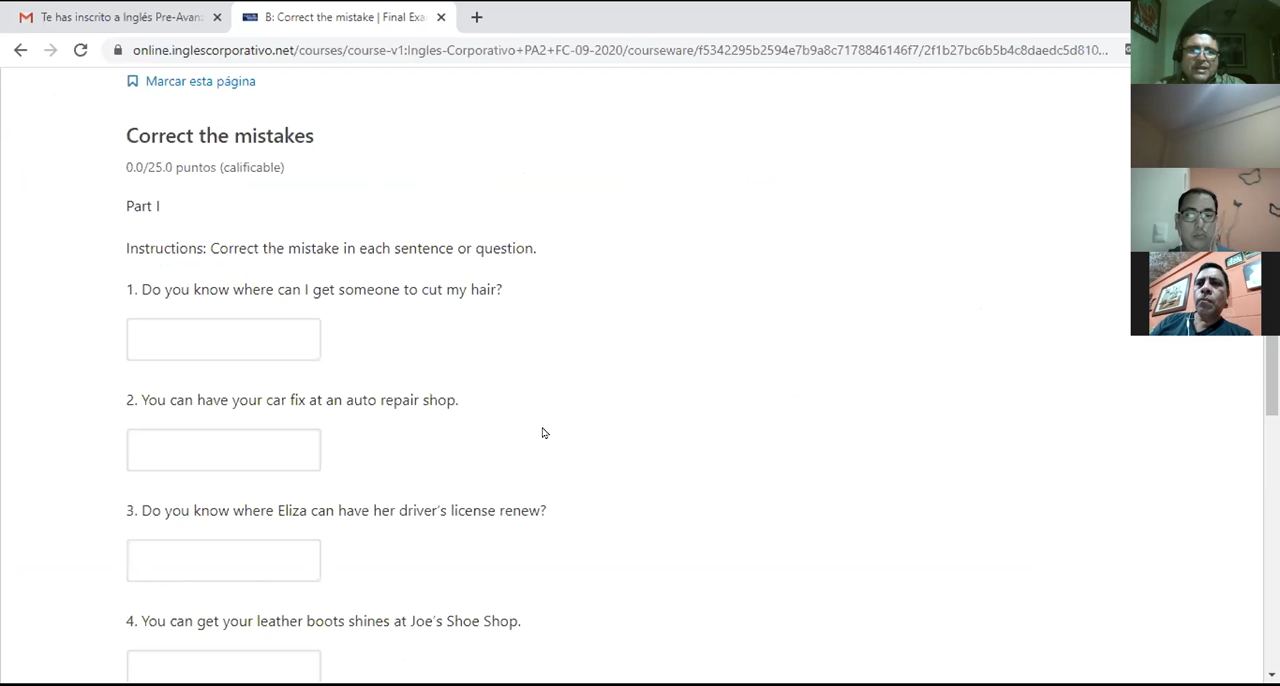 Te has inscrito a Inglés Pre-Avan
B: Correct the mistake | Final Exa
online.inglescorporativo.net/courses/course-v1:Ingles-Corporativo+PA2+FC-09-2020/courseware/f5342295b2594e7b9a8c7178846146f7/2f1b27bc6b5b4c8daedc5d810...
Marcar esta página
Correct the mistakes
0.0/25.0 puntos (calificable)
Part I
Instructions: Correct the mistake in each sentence or question.
1. Do you know where can I get someone to cut my hair?
2. You can have your car fix at an auto repair shop.
3. Do you know where Eliza can have her driver´s license renew?
4. You can get your leather boots shines at Joe´s Shoe Shop.